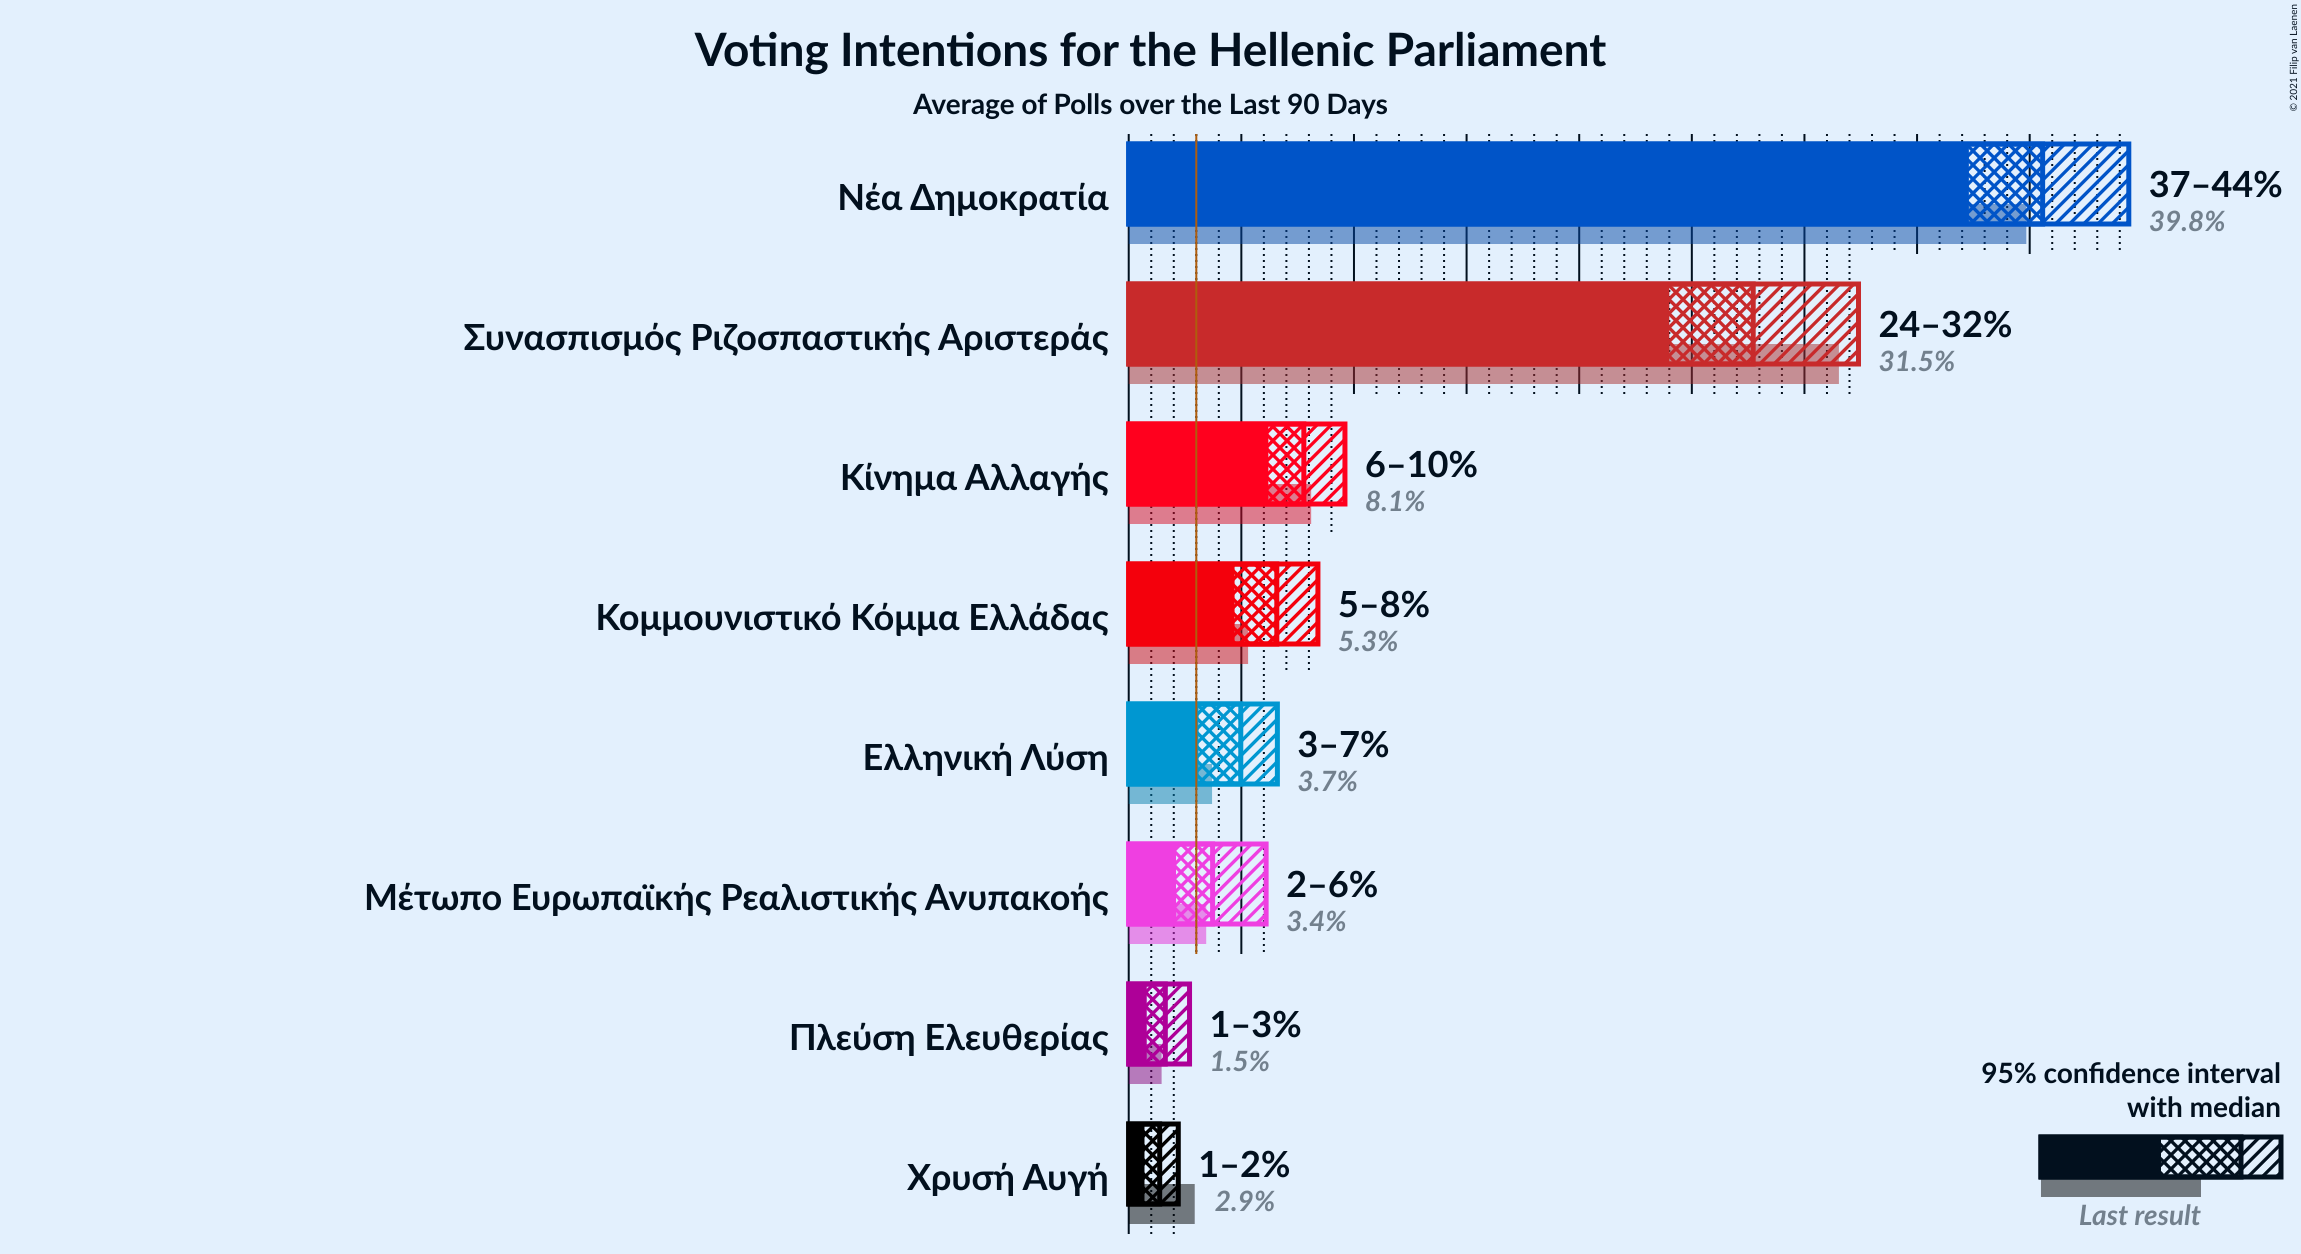 Voting Intentions for the Hellenic Parliament
Average of Polls over the Last 90 Days
© 2021 Filip van Laenen
Νέα Δημοκρατία
37–44%
39.8%
Συνασπισμός Ριζοσπαστικής Αριστεράς
24–32%
31.5%
Κίνημα Αλλαγής
6–10%
8.1%
Κομμουνιστικό Κόμμα Ελλάδας
5–8%
5.3%
Ελληνική Λύση
3–7%
3.7%
Μέτωπο Ευρωπαϊκής Ρεαλιστικής Ανυπακοής
2–6%
3.4%
Πλεύση Ελευθερίας
1–3%
1.5%
Χρυσή Αυγή
1–2%
2.9%
95% confidence interval
with median
Last result